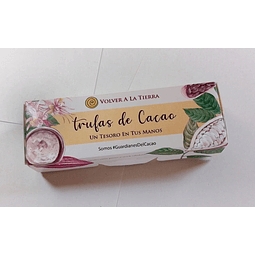 VOLVER A LA TIERRA
trufas de Cacao
UN TESORO EN TUS MANOS
Somos #GuardianesDelCacao